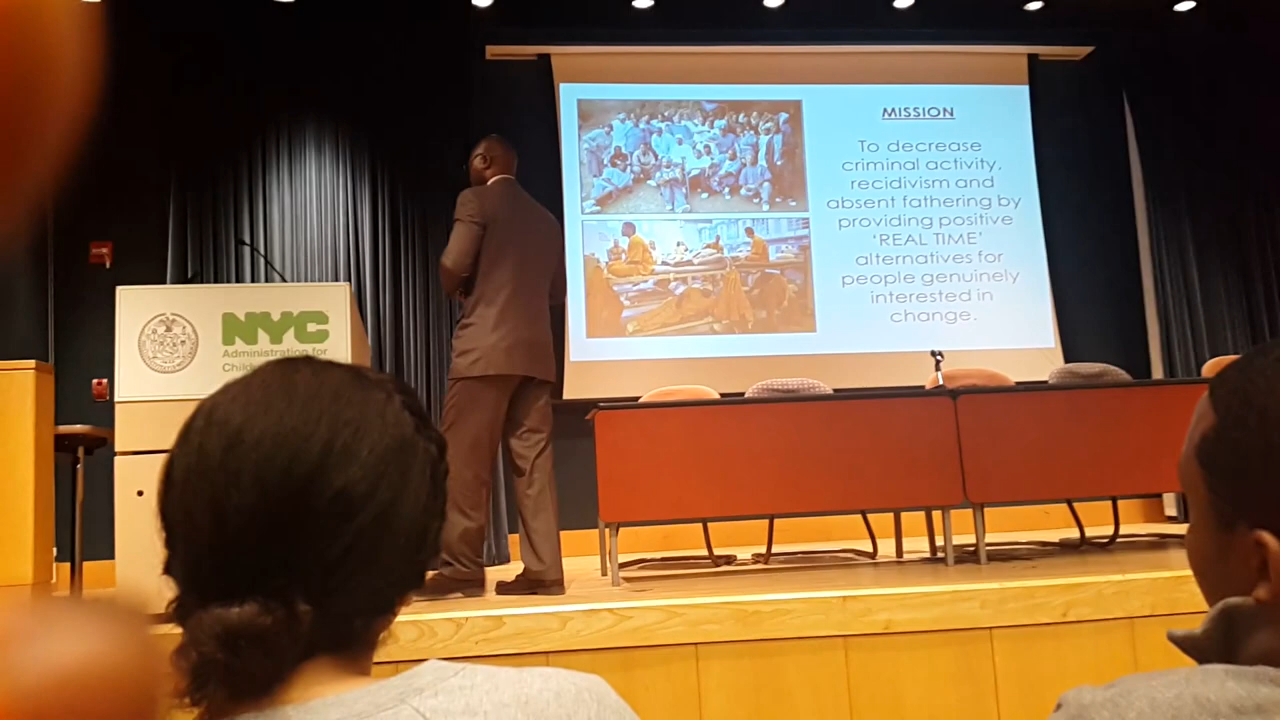 MISSION
To decrease
criminal activity,
recidivism and
absent fathering by
providing positive
'REAL TIME'
alternatives for
people genuinely
interested in
change.
NYC
Administration for